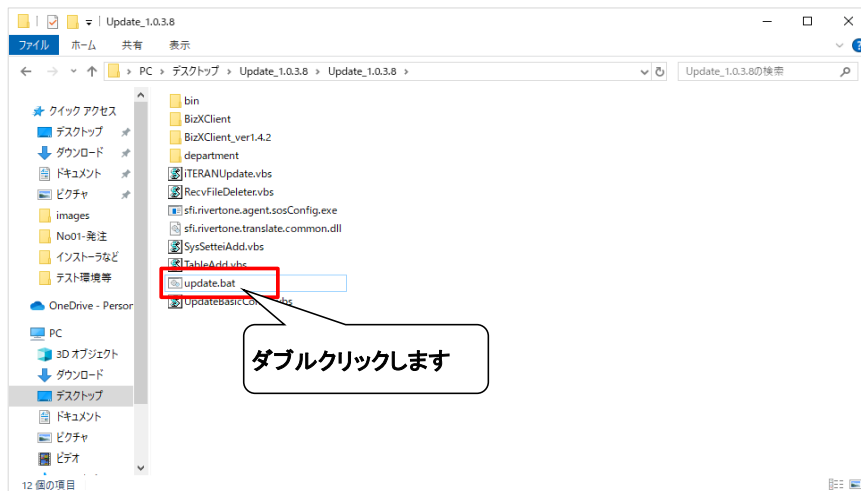 Update_1.0.3.8
ファイル ホーム 共有 表示
PC › デスクトップ › Update_1.0.3.8 › Update_1.0.3.8 ›
Update_1.0.3.8の検索
クイック アクセス
デスクトップ
ダウンロード
ドキュメント
ピクチャ
images
No01-発注
インストーラなど
テスト環境等
OneDrive - Person
PC
3D オブジェクト
ダウンロード
デスクトップ
ドキュメント
ピクチャ
ビデオ
bin
BizXClient
BizXClient_ver1.4.2
department
iTERANUpdate.vbs
RecvFileDeleter.vbs
sfi.rivertone.agent.sosConfig.exe
sfi.rivertone.translate.common.dll
SysSetteiAdd.vbs
TableAdd.vbs
update.bat
ダブルクリックします
12 個の項目